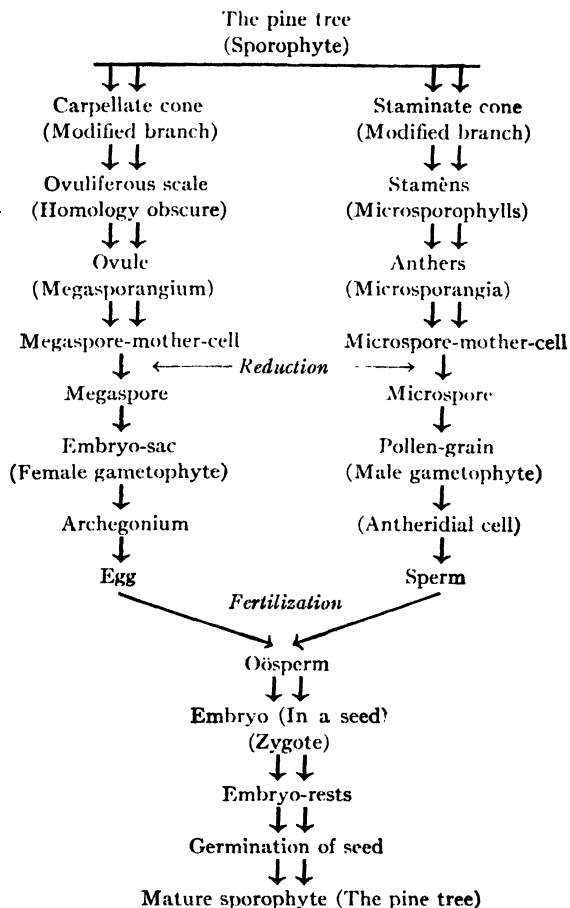 The pine tree
(Sporophyte)
Carpellate cone
(Modified branch)
Ovuliferous scale
(Homology obscure)
Ovule
(Megasporangium)
Megaspore-mother-cell
Megaspore
Embryo-sac
(Female gametophyte)
Archegonium
Egg
Staminate cone
(Modified branch)
Stamens
(Microsporophylls)
Anthers
(Microsporangia)
Microspore-mother-cell
Reduction
Microspore
Pollen-grain
(Male gametophyte)
(Antheridial cell)
Sperm
Fertilization
Oösperm
Embryo (In a seed)
(Zygote)
Embryo-rests
Germination of seed
Mature sporophyte (The pine tree)